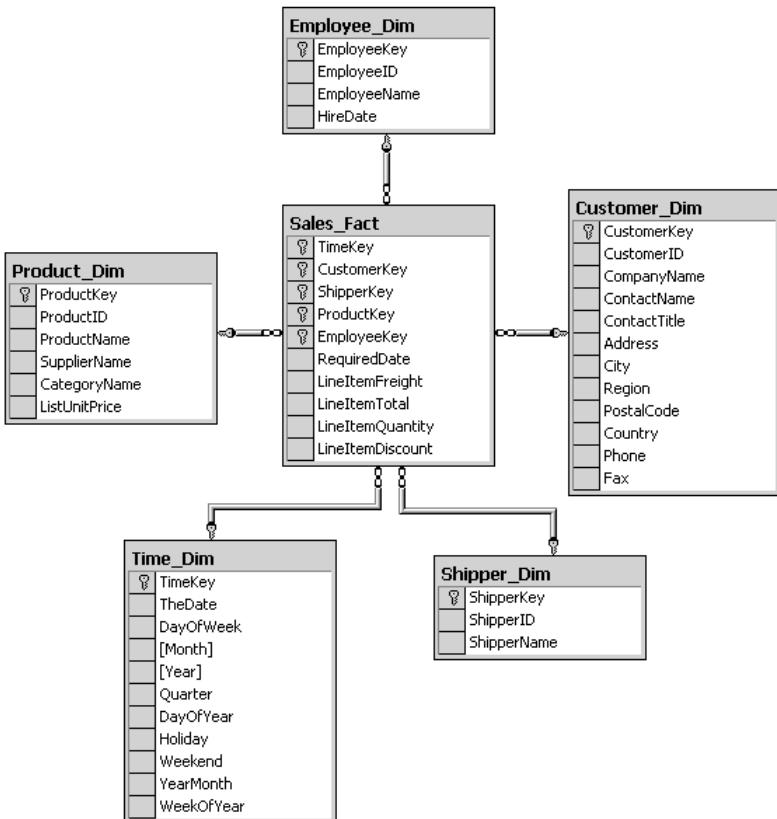 Employee_Dim
EmployeeKey
EmployeeID
EmployeeName
HireDate
Sales_Fact
TimeKey
CustomerKey
ShipperKey
ProductKey
EmployeeKey
RequiredDate
LineItemFreight
LineItemTotal
LineItemQuantity
LineItemDiscount
Customer_Dim
CustomerKey
CustomerID
CompanyName
ContactName
ContactTitle
Address
City
Region
PostalCode
Country
Phone
Fax
Product_Dim
ProductKey
ProductID
ProductName
SupplierName
CategoryName
ListUnitPrice
Time_Dim
TimeKey
TheDate
DayOfWeek
[Month]
[Year]
Quarter
DayOfYear
Holiday
Weekend
YearMonth
WeekOfYear
Shipper_Dim
ShipperKey
ShipperID
ShipperName